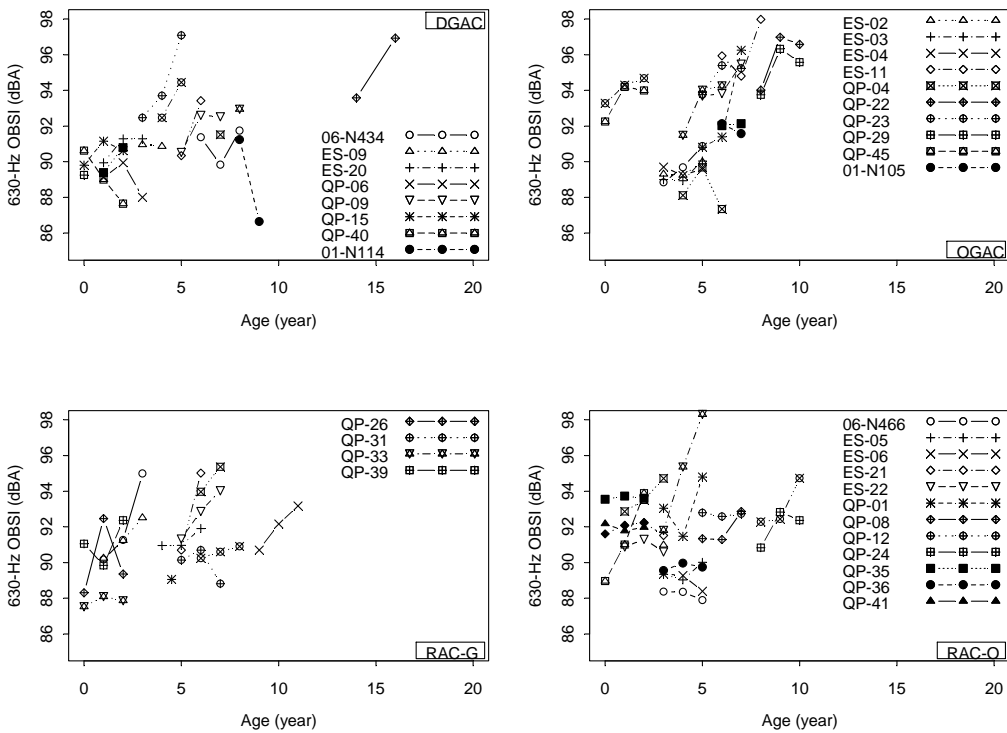 DGAC
630-Hz OBSI (dBA)
98
96
94
92
90
88
86
06-N434
ES-09
ES-20
QP-06
QP-09
QP-15
QP-40
01-N114
0 5 10 15 20
Age (year)
630-Hz OBSI (dBA)
98
96
94
92
90
88
86
ES-02
ES-03
ES-04
ES-11
QP-04
QP-22
QP-23
QP-29
QP-45
01-N105
OGAC
0 5 10 15 20
Age (year)
630-Hz OBSI (dBA)
98
96
94
92
90
88
86
QP-26
QP-31
QP-33
QP-39
RAC-G
0 5 10 15 20
Age (year)
630-Hz OBSI (dBA)
98
96
94
92
90
88
86
06-N466
ES-05
ES-06
ES-21
ES-22
QP-01
QP-08
QP-12
QP-24
QP-35
QP-36
QP-41
RAC-O
0 5 10 15 20
Age (year)